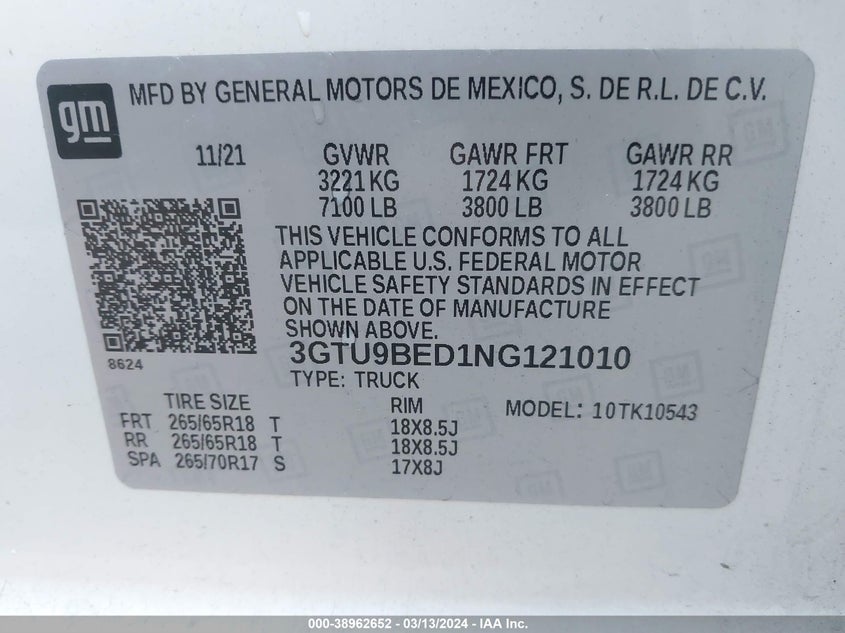 gm
MFD BY GENERAL MOTORS DE MEXICO, S. DE R.L. DE C.V.
11/21 GVWR GAWR FRT GAWR RR
3221 KG 1724 KG 1724 KG
7100 LB 3800 LB 3800 LB
THIS VEHICLE CONFORMS TO ALL
APPLICABLE U.S. FEDERAL MOTOR
VEHICLE SAFETY STANDARDS IN EFFECT
ON THE DATE OF MANUFACTURE
SHOWN ABOVE.
3GTU9BED1NG121010
8624
TYPE: TRUCK
TIRE SIZE RIM MODEL: 10TK10543
FRT 265/65R18 T 18X8.5J
RR 265/65R18 T 18X8.5J
SPA 265/70R17 S 17X8J
000-38962652 — 03/13/2024 — IAA Inc.